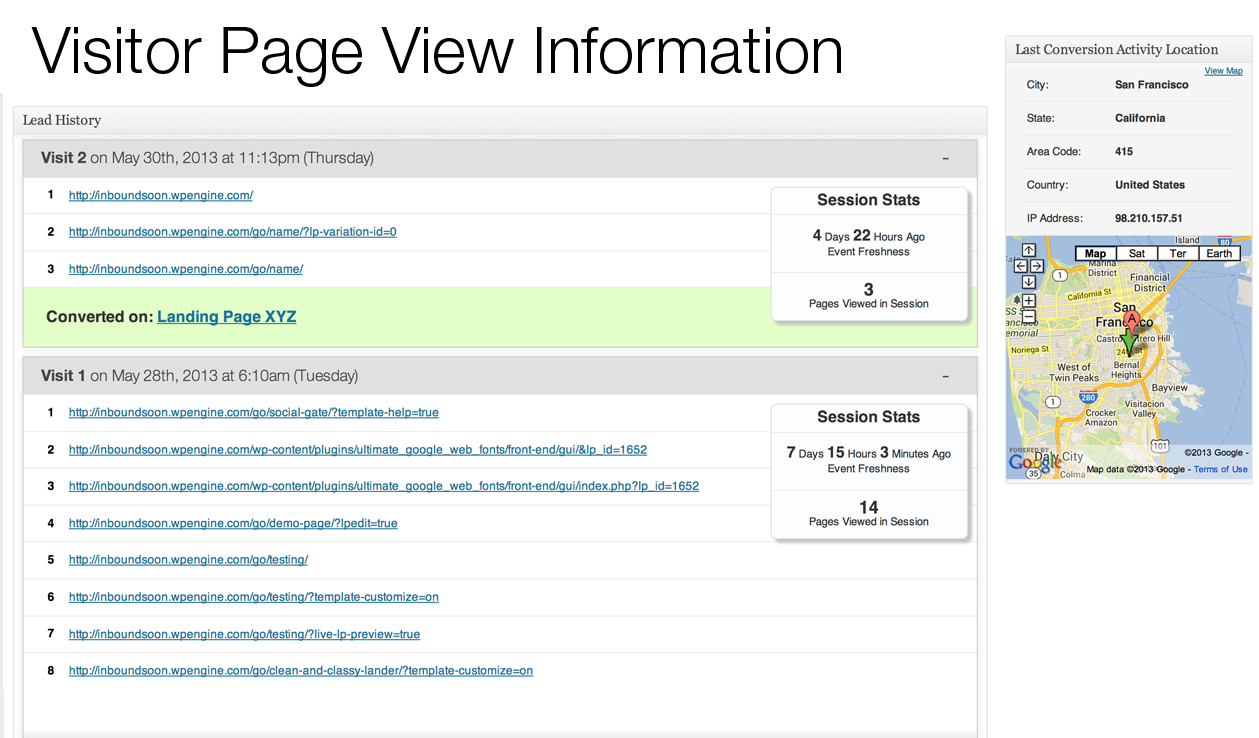 Visitor Page View Information
Lead History
Visit 2 on May 30th, 2013 at 11:13pm (Thursday) –
1 http://inboundsoon.wpengine.com/
2 http://inboundsoon.wpengine.com/go/name/?lp-variation-id=0
3 http://inboundsoon.wpengine.com/go/name/
Session Stats
4 Days 22 Hours Ago
Event Freshness
3
Pages Viewed in Session
Converted on: Landing Page XYZ
Visit 1 on May 28th, 2013 at 6:10am (Tuesday) –
1 http://inboundsoon.wpengine.com/go/social-gate/?template-help=true
2 http://inboundsoon.wpengine.com/wp-content/plugins/ultimate_google_web_fonts/front-end/gui/&lp_id=1652
3 http://inboundsoon.wpengine.com/wp-content/plugins/ultimate_google_web_fonts/front-end/gui/index.php?lp_id=1652
4 http://inboundsoon.wpengine.com/go/demo-page/?lpedit=true
5 http://inboundsoon.wpengine.com/go/testing/
6 http://inboundsoon.wpengine.com/go/testing/?template-customize=on
7 http://inboundsoon.wpengine.com/go/testing/?live-lp-preview=true
8 http://inboundsoon.wpengine.com/go/clean-and-classy-lander/?template-customize=on
Session Stats
7 Days 15 Hours 3 Minutes Ago
Event Freshness
14
Pages Viewed in Session
Last Conversion Activity Location
View Map
City: San Francisco
State: California
Area Code: 415
Country: United States
IP Address: 98.210.157.51
Island
80
Map Sat Ter Earth
Marina
District
1
Financial
District
California St
San
Francisco
A
Noriega St
24th St
Bernal
Heights
West of
Twin Peaks
Bayview
280
1
Visitacion
Valley
Crocker
Amazon
101
POWERED BY
Google
Daly City
35
Colma
©2013 Google -
Map data ©2013 Google - Terms of Use